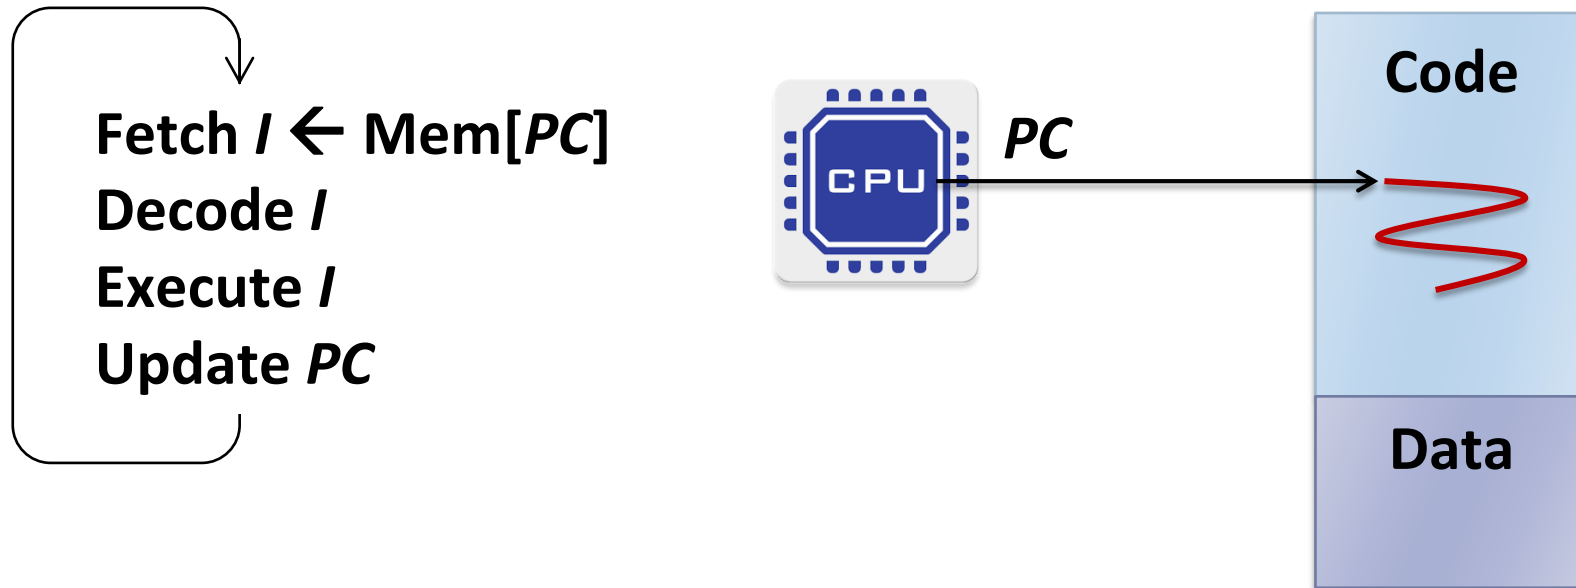 Fetch I ← Mem[PC]
Decode I
Execute I
Update PC
CPU
PC
Code
Data